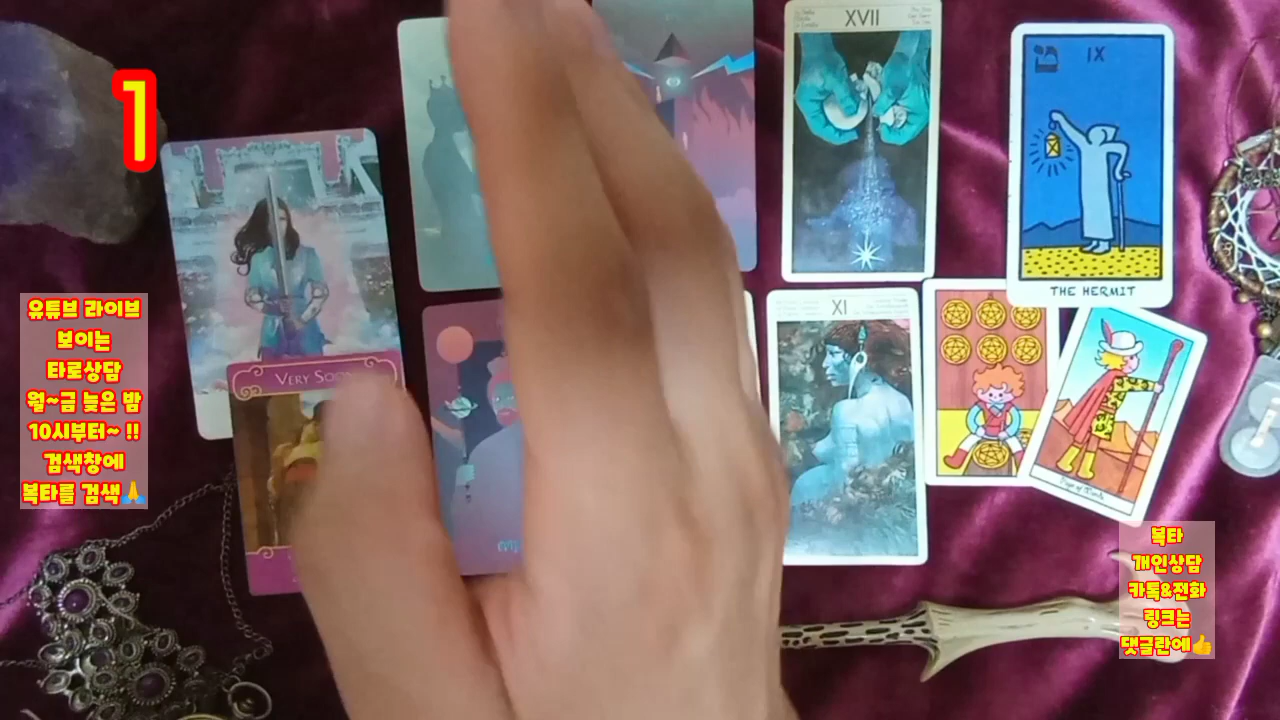 1
유튜브 라이브
보이는
타로상담
월~금 늦은 밤
10시부터~ !!
검색창에
복타를 검색🙏
VERY SOON
XVII
XI
IX
THE HERMIT
Page of Wands
복타
개인상담
카톡&전화
링크는
댓글란에👍